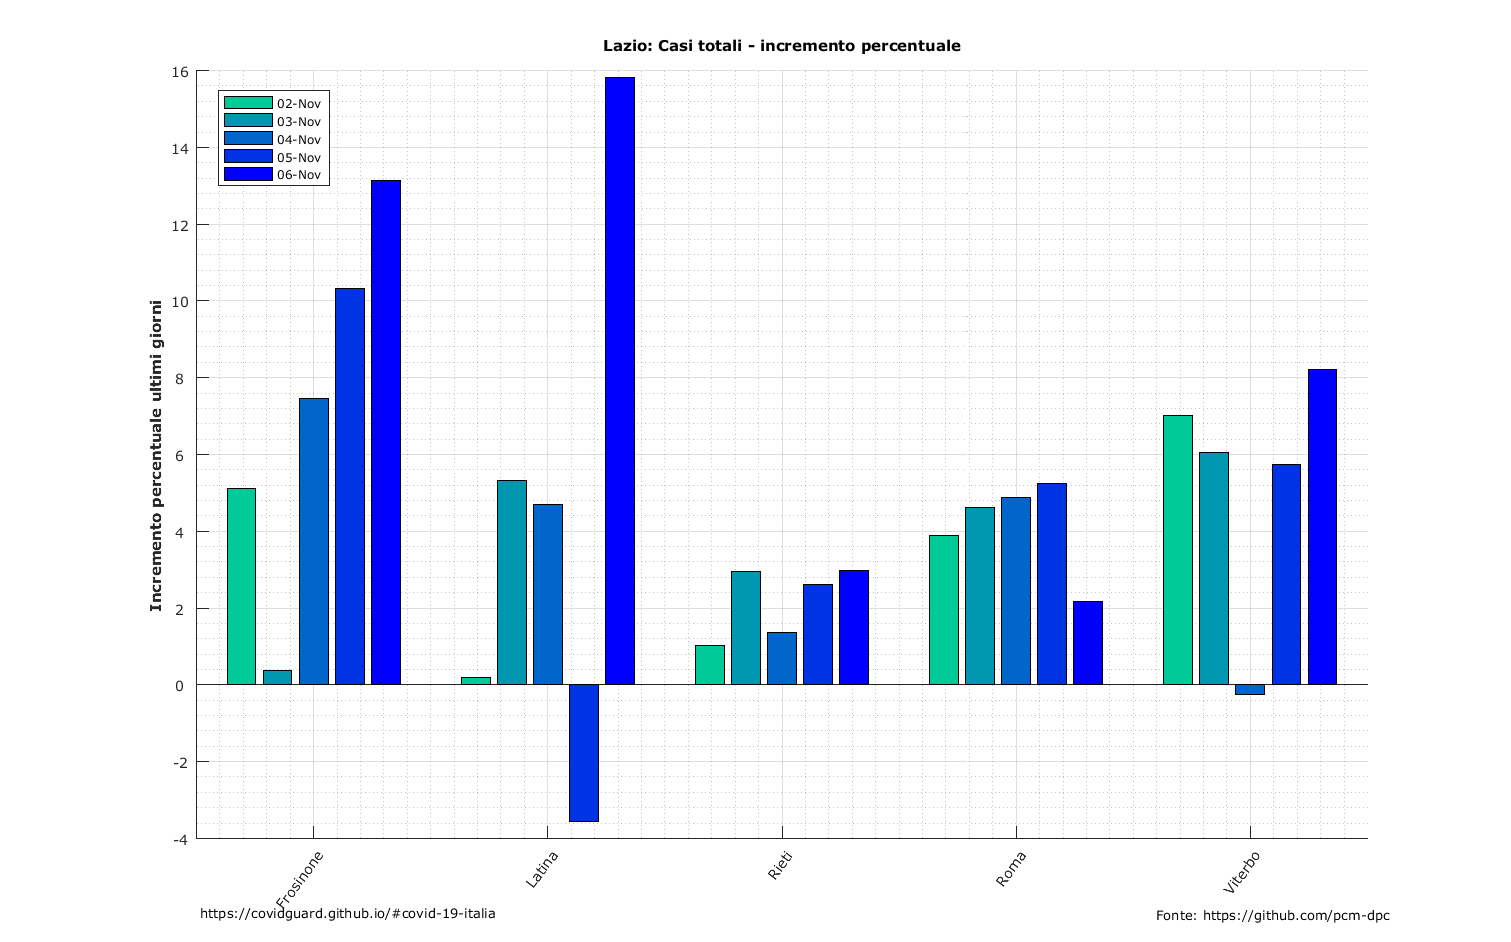 Lazio: Casi totali - incremento percentuale
16
14
12
10
8
6
4
2
0
-2
-4
Incremento percentuale ultimi giorni
02-Nov
03-Nov
04-Nov
05-Nov
06-Nov
Frosinone
Latina
Rieti
Roma
Viterbo
https://covidguard.github.io/#covid-19-italia
Fonte: https://github.com/pcm-dpc